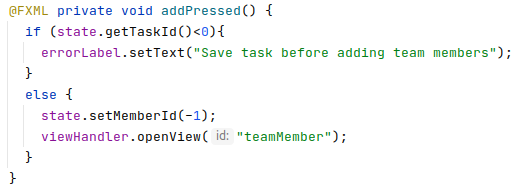 @FXML private void addPressed() {
  if (state.getTaskId()<0){
    errorLabel.setText("Save task before adding team members");
  }
  else {
    state.setMemberId(-1);
    viewHandler.openView( id: "teamMember");
  }
}